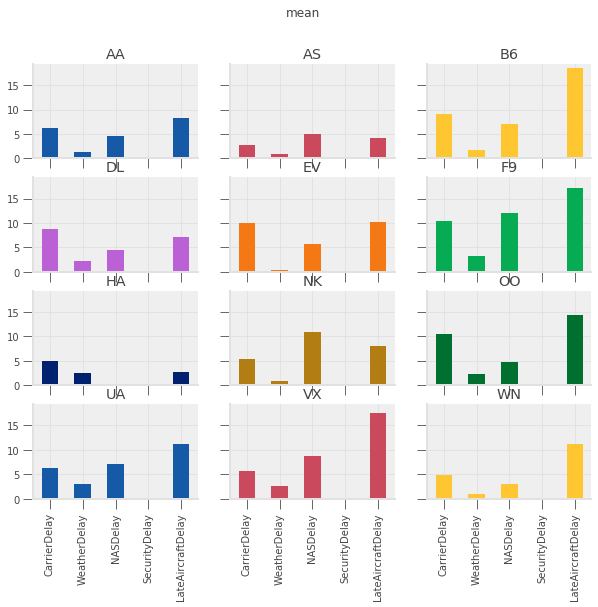 mean
AA AS B6
15
10
5
0
DL EV F9
15
10
5
0
HA NK OO
15
10
5
0
UA VX WN
15
10
5
0
CarrierDelay WeatherDelay NASDelay SecurityDelay LateAircraftDelay CarrierDelay WeatherDelay NASDelay SecurityDelay LateAircraftDelay CarrierDelay WeatherDelay NASDelay SecurityDelay LateAircraftDelay